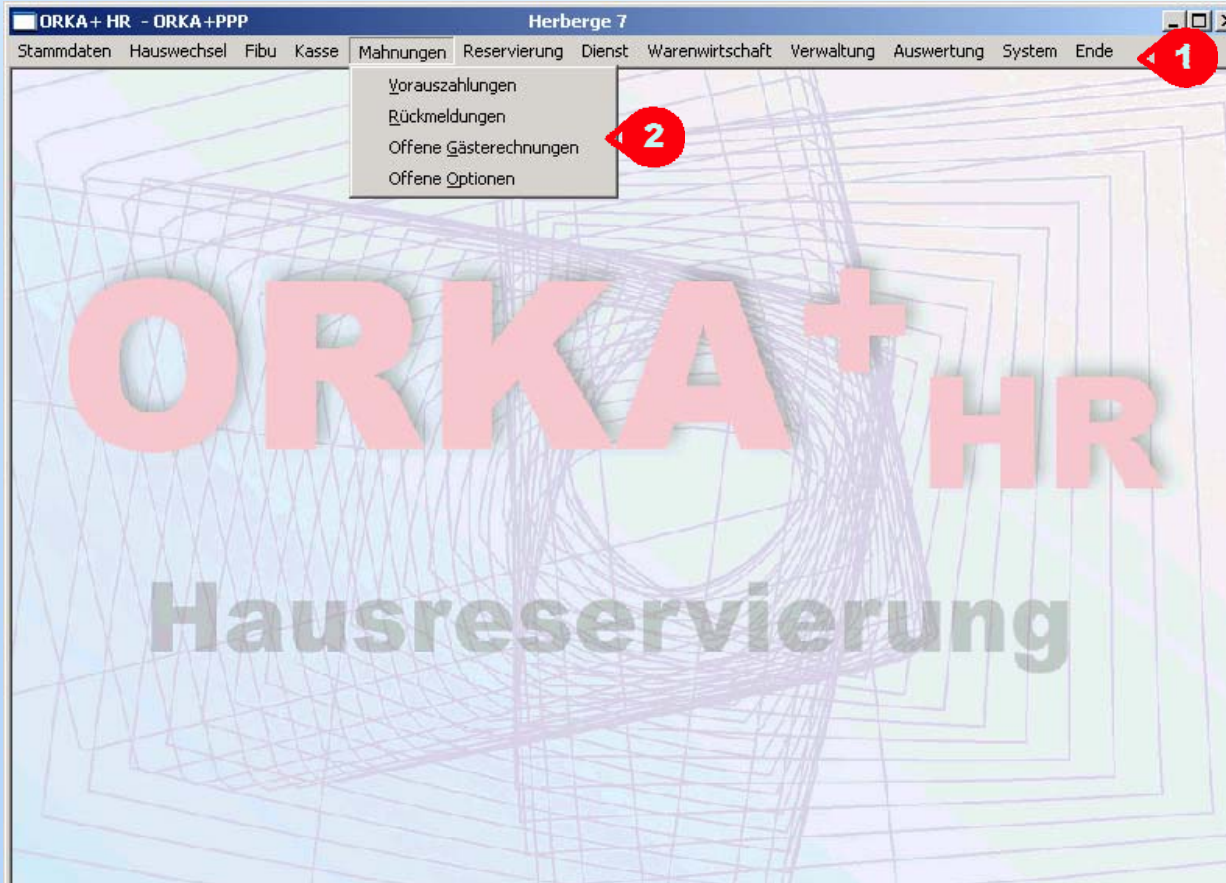 ORKA+ HR - ORKA+PPP Herberge 7
Stammdaten Hauswechsel Fibu Kasse Mahnungen Reservierung Dienst Warenwirtschaft Verwaltung Auswertung System Ende 1
Vorauszahlungen
Rückmeldungen
Offene Gästerechnungen 2
Offene Optionen
ORKA+ HR
Hausreservierung